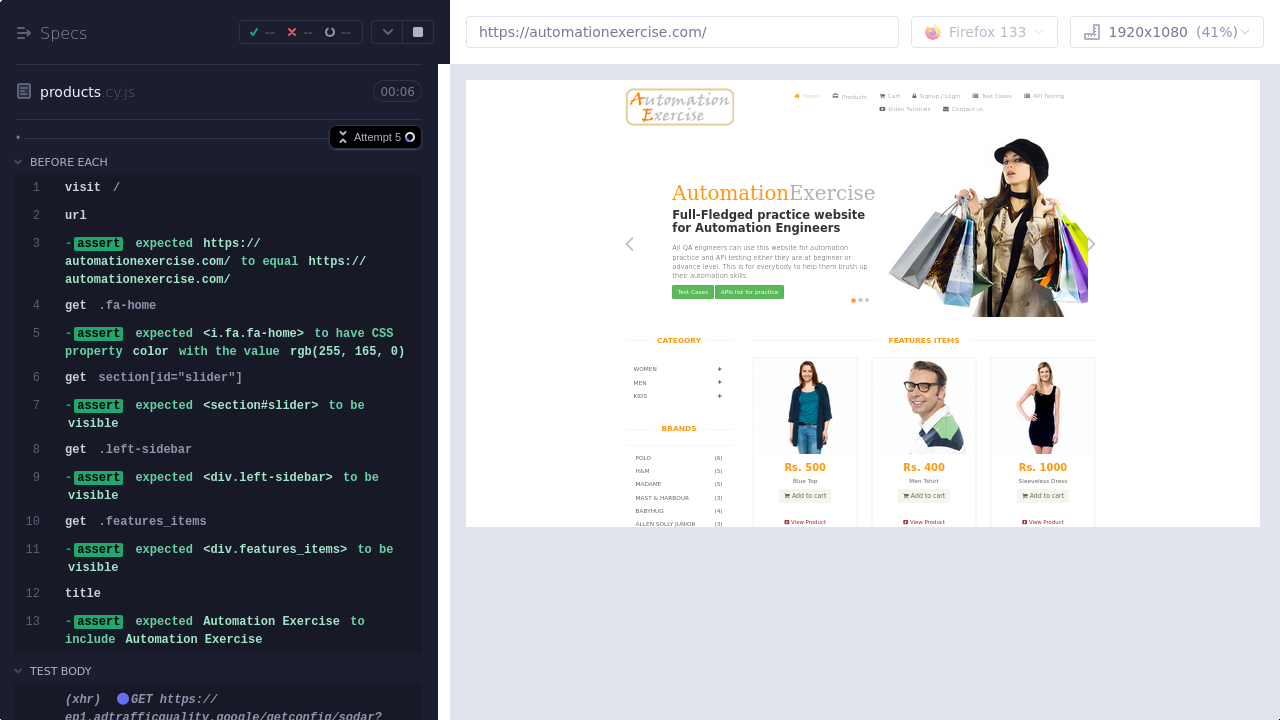 Specs
--
--
--
products.cy.js
00:06
Attempt 5
BEFORE EACH
1 visit /
2 url
3 -assert expected https://
automationexercise.com/ to equal https://
automationexercise.com/
4 get .fa-home
5 -assert expected <i.fa.fa-home> to have CSS
property color with the value rgb(255, 165, 0)
6 get section[id="slider"]
7 -assert expected <section#slider> to be
visible
8 get .left-sidebar
9 -assert expected <div.left-sidebar> to be
visible
10 get .features_items
11 -assert expected <div.features_items> to be
visible
12 title
13 -assert expected Automation Exercise to
include Automation Exercise
TEST BODY
(xhr) GET https://
ep1.adtrafficquality.google/getconfig/sodar?
https://automationexercise.com/
Firefox 133
1920x1080 (41%)
Automation
Exercise
Home Products Cart Signup / Login Test Cases API Testing
Video Tutorials Contact us
AutomationExercise
Full-Fledged practice website
for Automation Engineers
All QA engineers can use this website for automation
practice and API testing either they are at beginner or
advance level. This is for everybody to help them brush up
their automation skills.
Test Cases APIs list for practice
CATEGORY
WOMEN
MEN
KIDS
BRANDS
POLO (6)
H&M (5)
MADAME (5)
MAST & HARBOUR (3)
BABYHUG (4)
ALLEN SOLLY JUNIOR (3)
FEATURES ITEMS
Rs. 500 Rs. 400 Rs. 1000
Blue Top Men Tshirt Sleeveless Dress
Add to cart Add to cart Add to cart
View Product View Product View Product